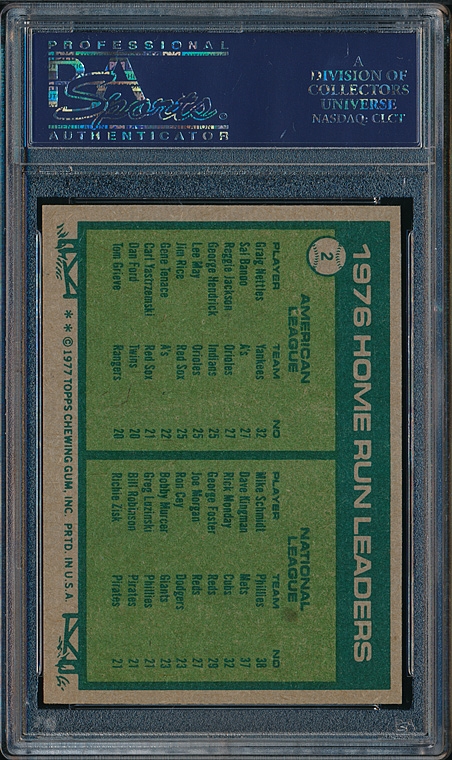 PROFESSIONAL
PSA
Sports.
AUTHENTICATOR
A
DIVISION OF
COLLECTORS
UNIVERSE
NASDAQ: CLCT
2
1976 HOME RUN LEADERS
AMERICAN
LEAGUE
PLAYER TEAM NO
Graig Nettles Yankees 32
Sal Bando A's 27
Reggie Jackson Orioles 27
George Hendrick Indians 25
Lee May Orioles 25
Jim Rice Red Sox 25
Gene Tenace A's 22
Carl Yastrzemski Red Sox 21
Dan Ford Twins 20
Tom Grieve Rangers 20
NATIONAL
LEAGUE
PLAYER TEAM NO
Mike Schmidt Phillies 38
Dave Kingman Mets 37
Rick Monday Cubs 32
George Foster Reds 29
Joe Morgan Reds 27
Ron Cey Dodgers 23
Bobby Murcer Giants 23
Greg Luzinski Phillies 21
Bill Robinson Pirates 21
Richie Zisk Pirates 21
* * © 1977 TOPPS CHEWING GUM, INC. PRTD. IN U.S.A.